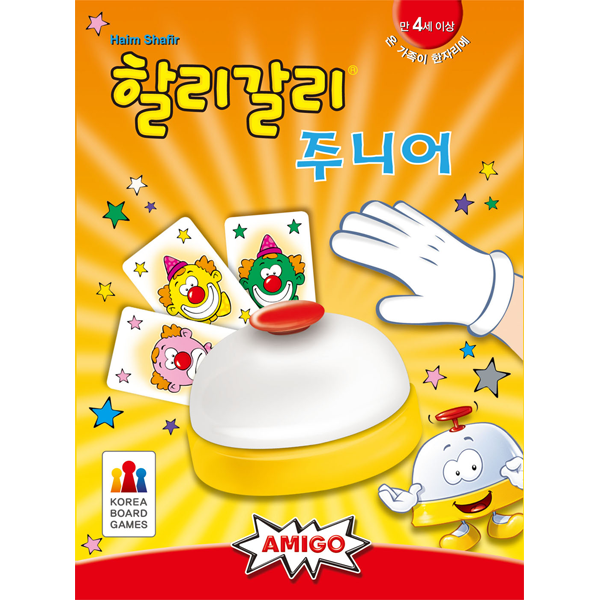 Haim Shafir
만 4세 이상
온 가족이 한자리에
할리갈리®
주니어
KOREA
BOARD
GAMES
AMIGO